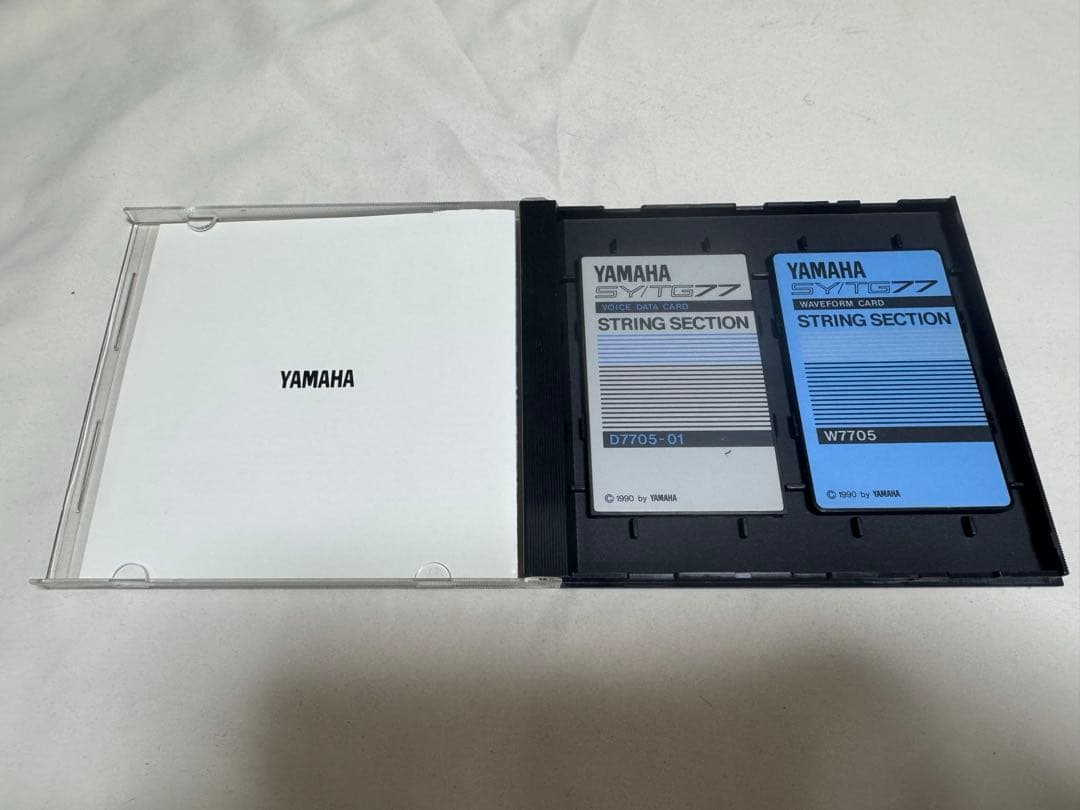 YAMAHA
YAMAHA
SY/TG77
VOICE DATA CARD
STRING SECTION
D7705-01
© 1990 by YAMAHA
YAMAHA
SY/TG77
WAVEFORM CARD
STRING SECTION
W7705
© 1990 by YAMAHA